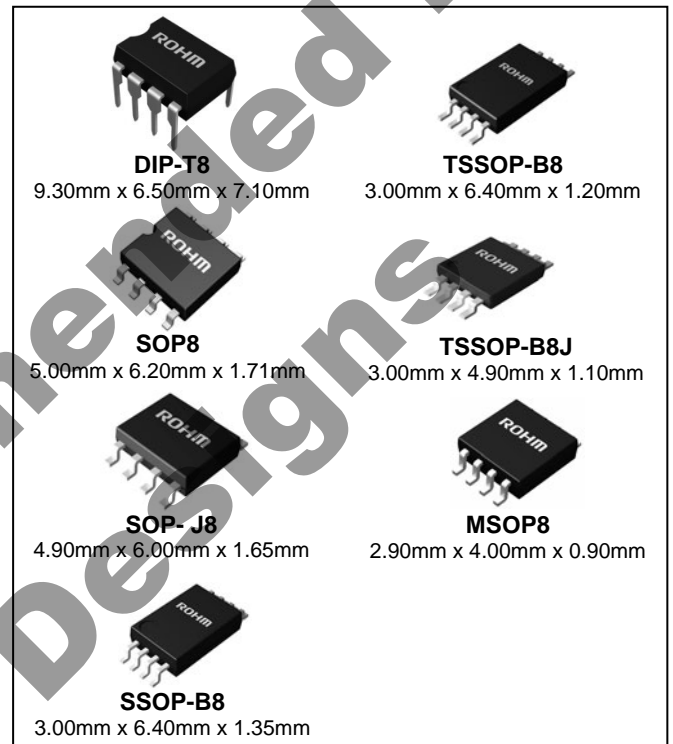 ROHM
DIP-T8
9.30mm x 6.50mm x 7.10mm
ROHM
TSSOP-B8
3.00mm x 6.40mm x 1.20mm
ROHM
SOP8
5.00mm x 6.20mm x 1.71mm
ROHM
TSSOP-B8J
3.00mm x 4.90mm x 1.10mm
ROHM
SOP- J8
4.90mm x 6.00mm x 1.65mm
ROHM
MSOP8
2.90mm x 4.00mm x 0.90mm
ROHM
SSOP-B8
3.00mm x 6.40mm x 1.35mm
mended
Designs